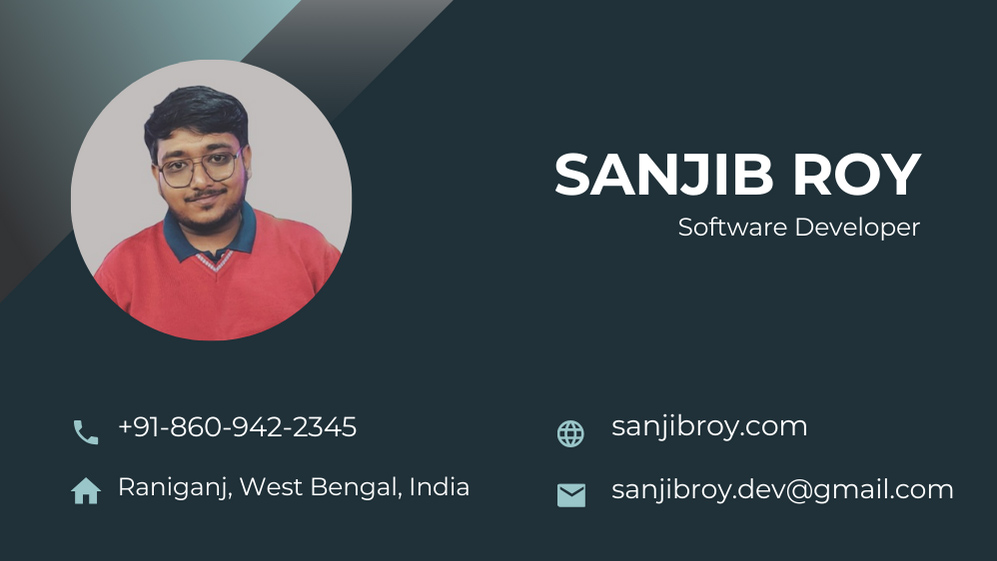 SANJIB ROY
Software Developer
+91-860-942-2345
Raniganj, West Bengal, India
sanjibroy.com
sanjibroy.dev@gmail.com